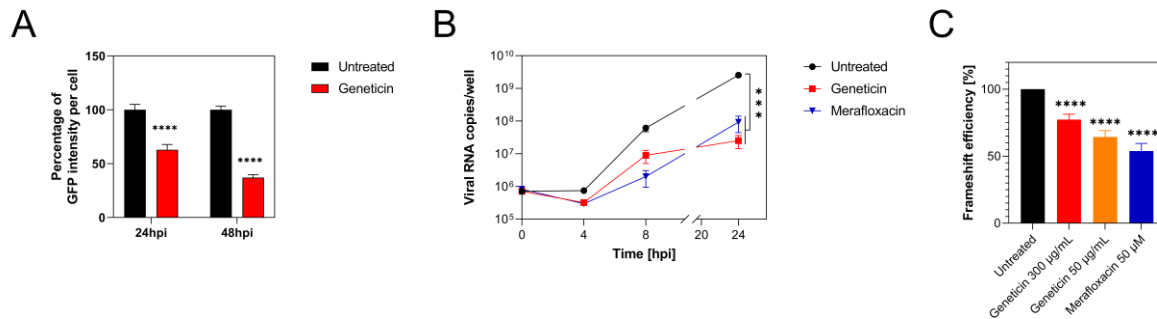 A
Percentage of
GFP intensity per cell
150
100
50
0
****
****
24hpi
48hpi
Untreated
Geneticin
B
Viral RNA copies/well
10^10
10^9
10^8
10^7
10^6
10^5
0
4
8
20
24
Time [hpi]
***
Untreated
Geneticin
Merafloxacin
C
Frameshift efficiency [%]
100
50
0
****
****
****
Untreated
Geneticin 300 µg/mL
Geneticin 50 µg/mL
Merafloxacin 50 µM